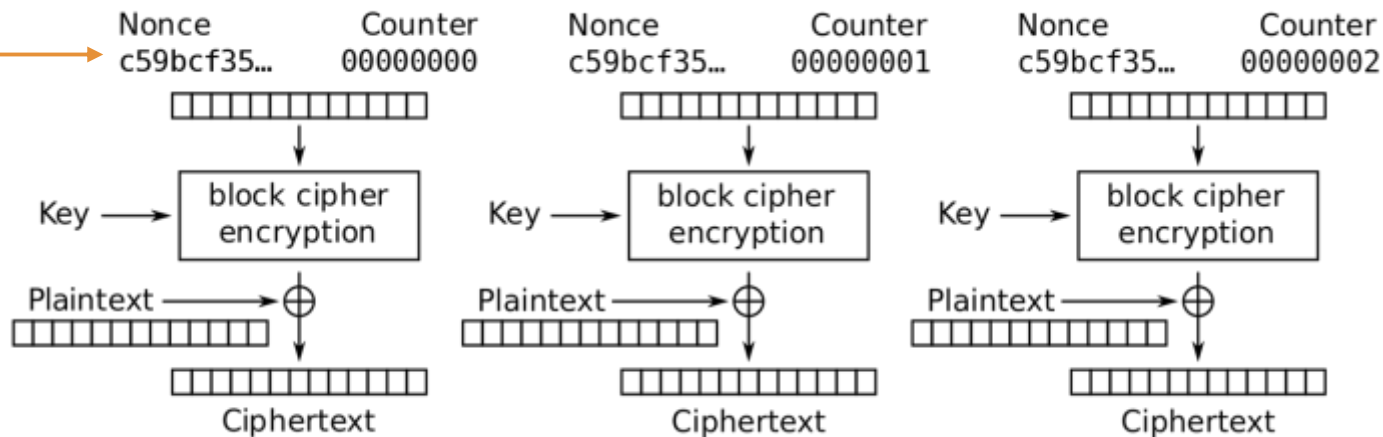 Nonce Counter
c59bcf35… 00000000
block cipher
encryption
Key
Plaintext
Ciphertext
Nonce Counter
c59bcf35… 00000001
block cipher
encryption
Key
Plaintext
Ciphertext
Nonce Counter
c59bcf35… 00000002
block cipher
encryption
Key
Plaintext
Ciphertext